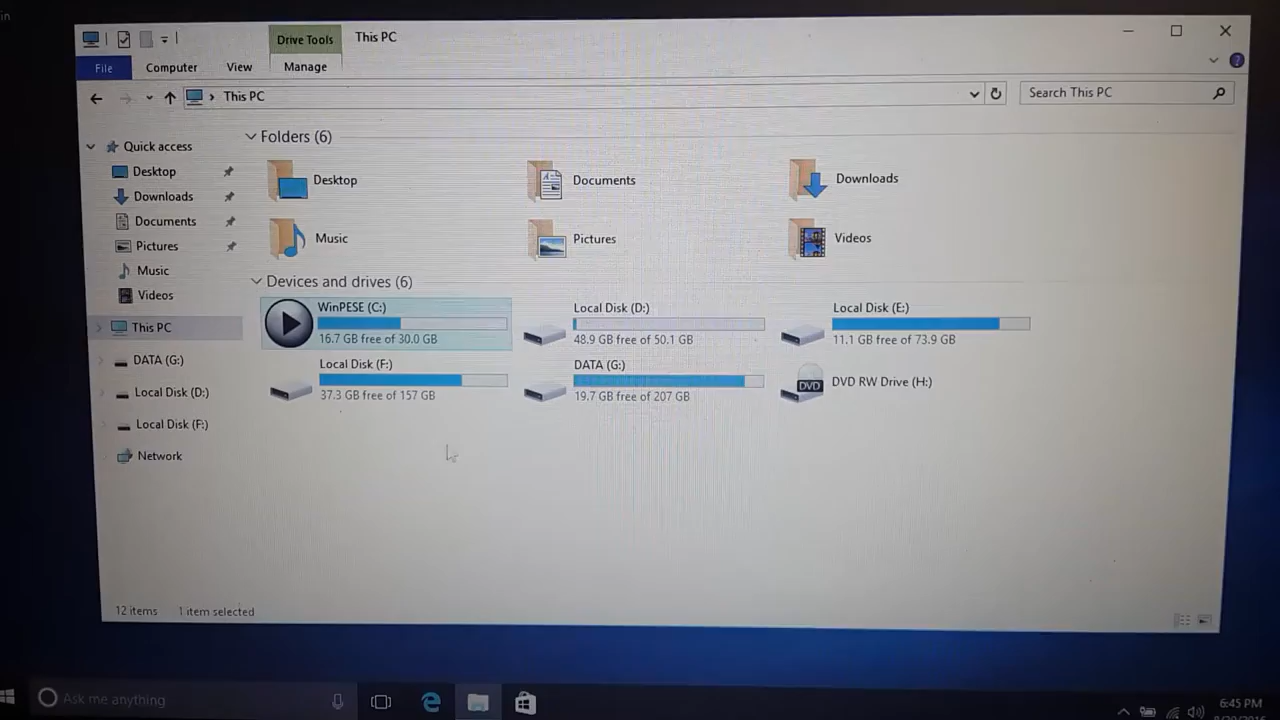 in
Drive Tools
This PC
File
Computer
View
Manage
This PC
Search This PC
Quick access
Desktop
Downloads
Documents
Pictures
Music
Videos
This PC
DATA (G:)
Local Disk (D:)
Local Disk (F:)
Network
Folders (6)
Desktop
Documents
Downloads
Music
Pictures
Videos
Devices and drives (6)
WinPESE (C:)
16.7 GB free of 30.0 GB
Local Disk (D:)
48.9 GB free of 50.1 GB
Local Disk (E:)
11.1 GB free of 73.9 GB
Local Disk (F:)
37.3 GB free of 157 GB
DATA (G:)
19.7 GB free of 207 GB
DVD
DVD RW Drive (H:)
12 items
1 item selected
Ask me anything
6:45 PM